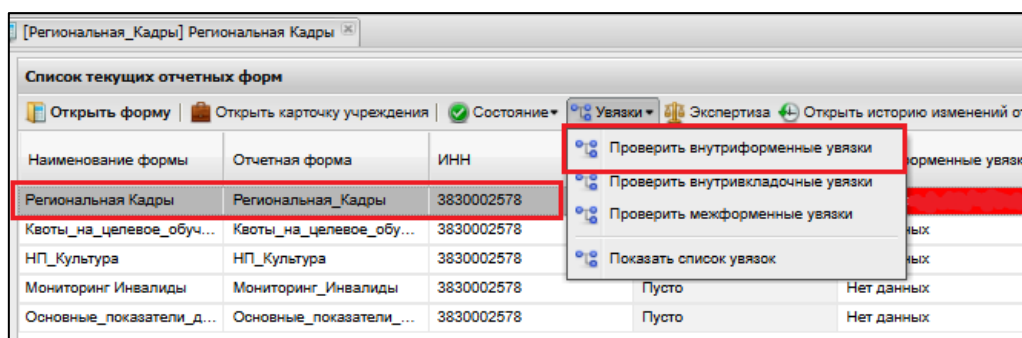 [Региональная_Кадры] Региональная Кадры
Список текущих отчетных форм
Открыть форму Открыть карточку учреждения Состояние Увязки Экспертиза Открыть историю изменений о
Наименование формы Отчетная форма ИНН
Проверить внутриформенные увязки
Проверить внутривкладочные увязки
Проверить межформенные увязки
Показать список увязок
Региональная Кадры Региональная_Кадры 3830002578
Квоты_на_целевое_обуч... Квоты_на_целевое_обу... 3830002578
НП_Культура НП_Культура 3830002578
Мониторинг Инвалиды Мониторинг_Инвалиды 3830002578 Пусто Нет данных
Основные_показатели_д... Основные_показатели_... 3830002578 Пусто Нет данных